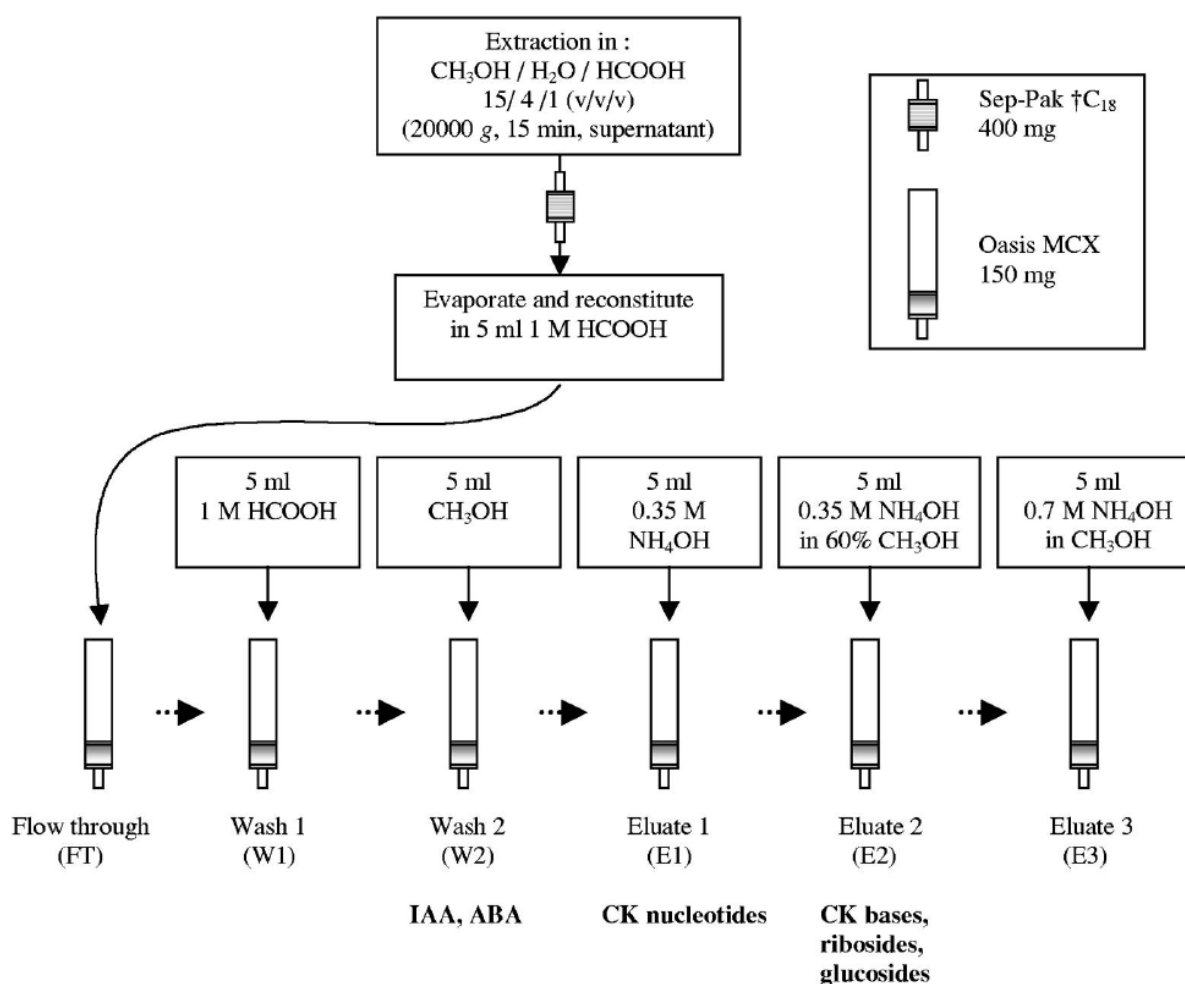 Extraction in :
CH₃OH / H₂O / HCOOH
15/ 4 /1 (v/v/v)
(20000 g, 15 min, supernatant)
Sep-Pak †C₁₈
400 mg
Oasis MCX
150 mg
Evaporate and reconstitute
in 5 ml 1 M HCOOH
5 ml
1 M HCOOH
5 ml
CH₃OH
5 ml
0.35 M
NH₄OH
5 ml
0.35 M NH₄OH
in 60% CH₃OH
5 ml
0.7 M NH₄OH
in CH₃OH
Flow through
(FT)
Wash 1
(W1)
Wash 2
(W2)
Eluate 1
(E1)
Eluate 2
(E2)
Eluate 3
(E3)
IAA, ABA
CK nucleotides
CK bases,
ribosides,
glucosides